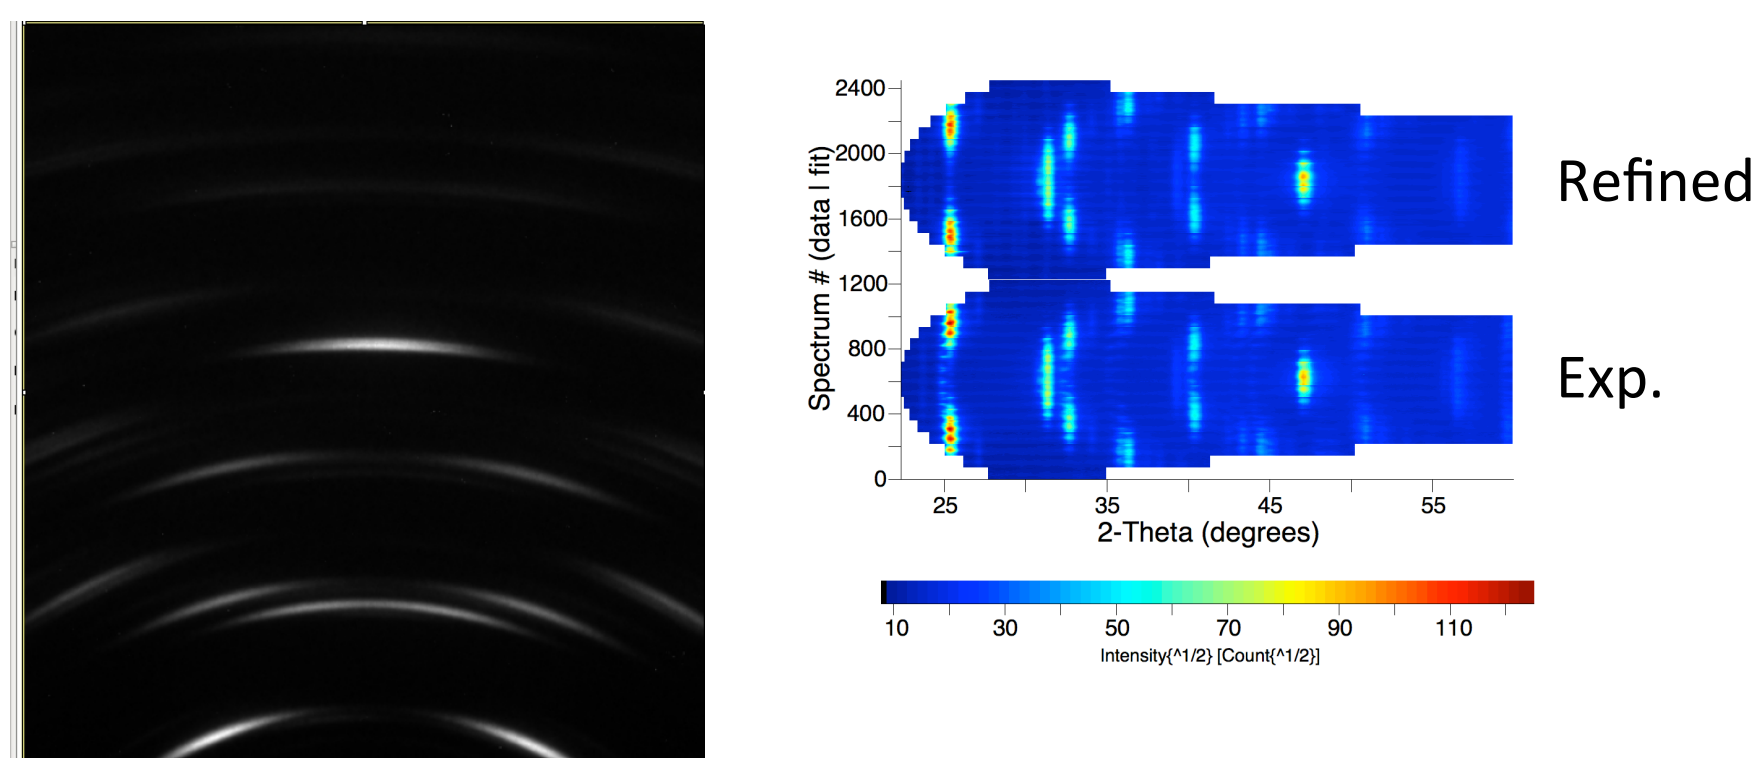 2400
2000
1600
1200
800
400
0
Spectrum # (data | fit)
25 35 45 55
2-Theta (degrees)
10 30 50 70 90 110
Intensity{^1/2} [Count{^1/2}]
Refined
Exp.